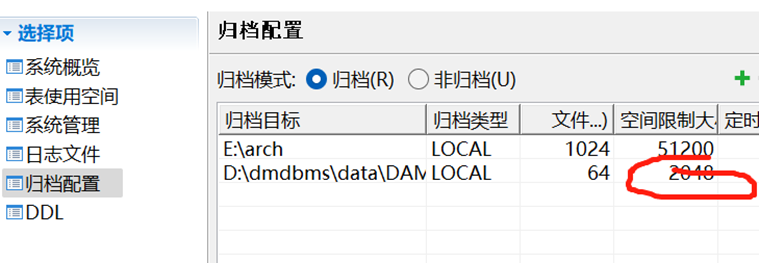 选择项
系统概览
表使用空间
系统管理
日志文件
归档配置
DDL
归档配置
归档模式: 归档(R) 非归档(U)
归档目标 归档类型 文件...) 空间限制大 定时
E:\arch LOCAL 1024 51200
D:\dmdbms\data\DAM LOCAL 64 2048